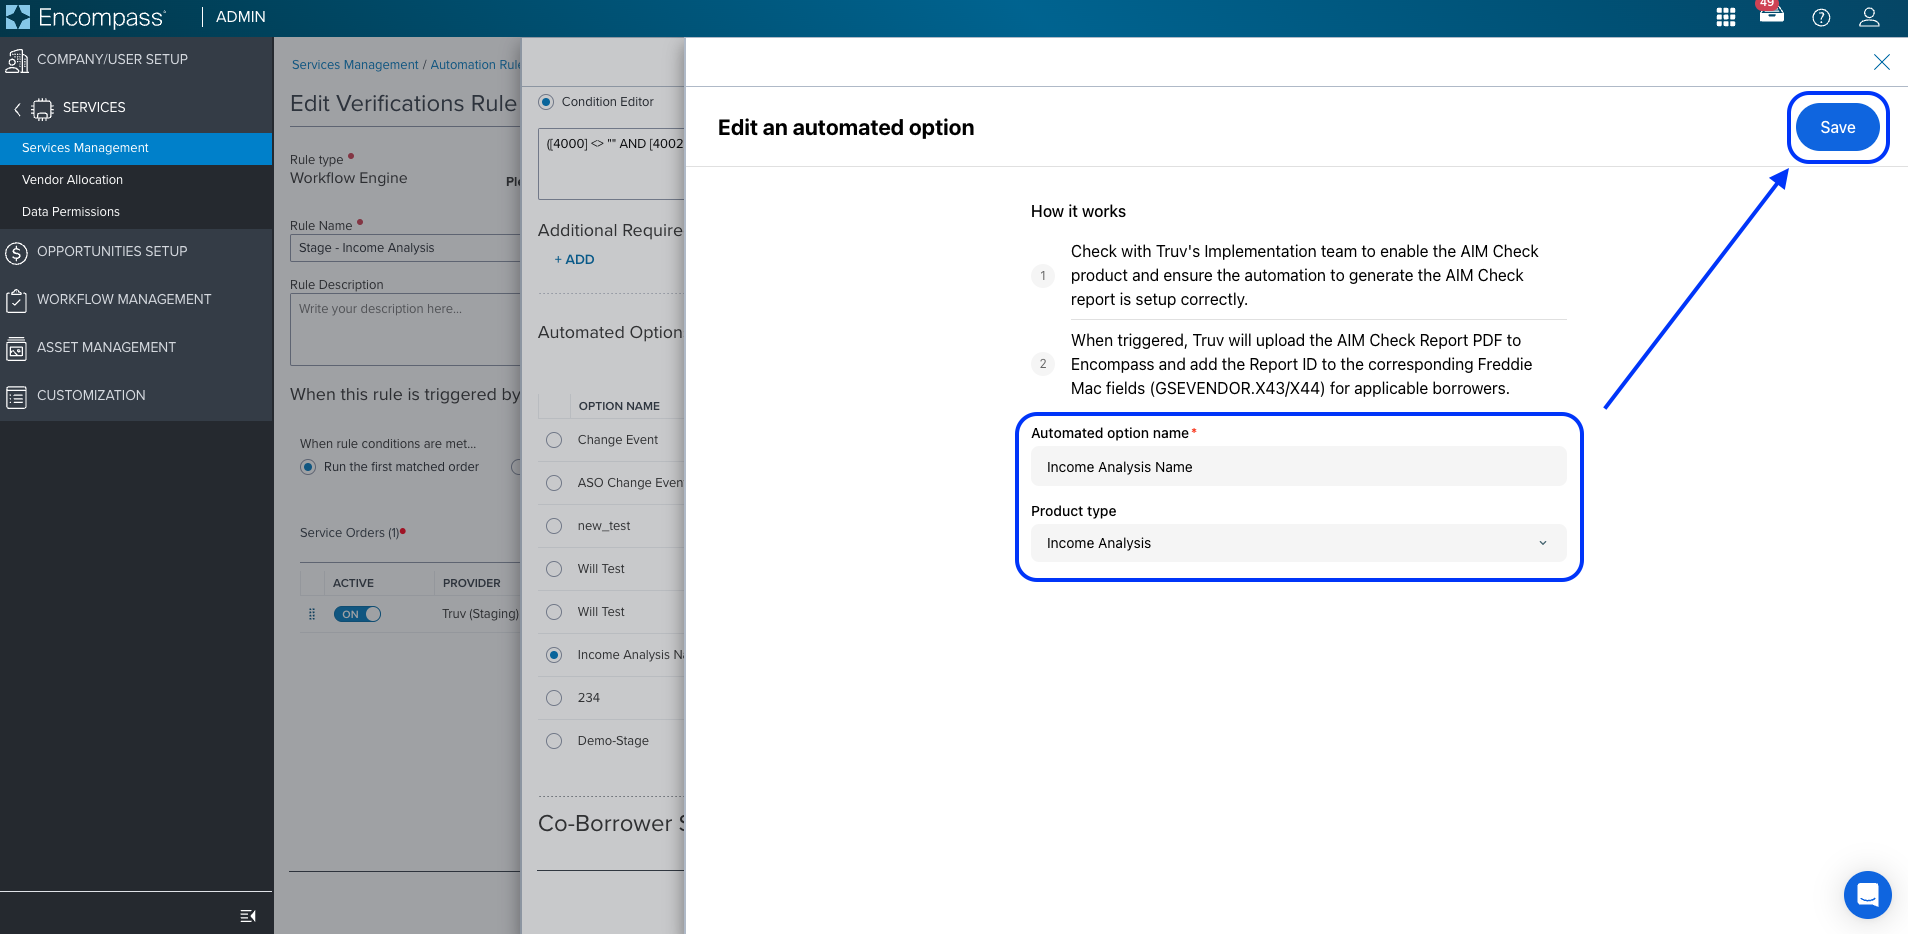 Encompass
ADMIN
49
COMPANY/USER SETUP
SERVICES
Services Management
Vendor Allocation
Data Permissions
OPPORTUNITIES SETUP
WORKFLOW MANAGEMENT
ASSET MANAGEMENT
CUSTOMIZATION
Services Management / Automation Rule
Edit Verifications Rule
Rule type *
Workflow Engine
Rule Name *
Stage - Income Analysis
Rule Description
Write your description here...
When this rule is triggered by
When rule conditions are met...
Run the first matched order
Service Orders (1)*
ACTIVE PROVIDER
ON Truv (Staging)
Condition Editor
([4000] <> "" AND [4002
Additional Require
+ ADD
Automated Option
OPTION NAME
Change Event
ASO Change Even
new_test
Will Test
Will Test
Income Analysis Na
234
Demo-Stage
Co-Borrower S
Edit an automated option
Save
How it works
1
Check with Truv's Implementation team to enable the AIM Check
product and ensure the automation to generate the AIM Check
report is setup correctly.
2
When triggered, Truv will upload the AIM Check Report PDF to
Encompass and add the Report ID to the corresponding Freddie
Mac fields (GSEVENDOR.X43/X44) for applicable borrowers.
Automated option name*
Income Analysis Name
Product type
Income Analysis